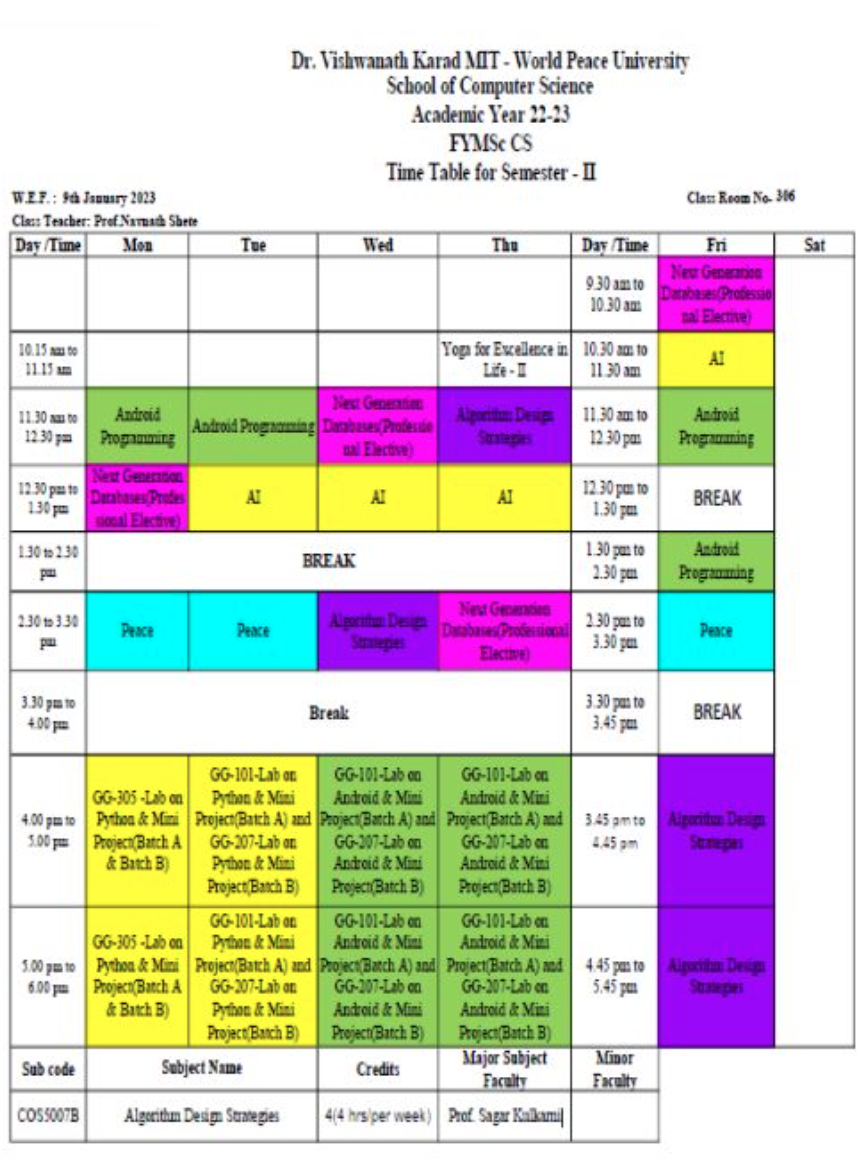 Dr. Vishwanath Karad MIT - World Peace University
School of Computer Science
Academic Year 22-23
FYMSc CS
Time Table for Semester - II
W.E.F. : 9th January 2023
Class Room No- 306
Class Teacher: Prof.Navnath Shete
Day /Time Mon Tue Wed Thu Day /Time Fri Sat
9.30 am to
10.30 am
Next Generation
Databases(Professio
nal Elective)
10.15 am to
11.15 am
Yoga for Excellence in
Life - II
10.30 am to
11.30 am
AI
11.30 am to
12.30 pm
Android
Programming
Android Programming
Next Generation
Databases(Professio
nal Elective)
Algorithm Design
Strategies
11.30 am to
12.30 pm
Android
Programming
12.30 pm to
1.30 pm
Next Generation
Databases(Profes
sional Elective)
AI
AI
AI
12.30 pm to
1.30 pm
BREAK
1.30 to 2.30
pm
BREAK
1.30 pm to
2.30 pm
Android
Programming
2.30 to 3.30
pm
Peace
Peace
Algorithm Design
Strategies
Next Generation
Databases(Professional
Elective)
2.30 pm to
3.30 pm
Peace
3.30 pm to
4.00 pm
Break
3.30 pm to
3.45 pm
BREAK
4.00 pm to
5.00 pm
GG-305 -Lab on
Python & Mini
Project(Batch A
& Batch B)
GG-101-Lab on
Python & Mini
Project(Batch A) and
GG-207-Lab on
Python & Mini
Project(Batch B)
GG-101-Lab on
Android & Mini
Project(Batch A) and
GG-207-Lab on
Android & Mini
Project(Batch B)
GG-101-Lab on
Android & Mini
Project(Batch A) and
GG-207-Lab on
Android & Mini
Project(Batch B)
3.45 pm to
4.45 pm
Algorithm Design
Strategies
5.00 pm to
6.00 pm
GG-305 -Lab on
Python & Mini
Project(Batch A
& Batch B)
GG-101-Lab on
Python & Mini
Project(Batch A) and
GG-207-Lab on
Python & Mini
Project(Batch B)
GG-101-Lab on
Android & Mini
Project(Batch A) and
GG-207-Lab on
Android & Mini
Project(Batch B)
GG-101-Lab on
Android & Mini
Project(Batch A) and
GG-207-Lab on
Android & Mini
Project(Batch B)
4.45 pm to
5.45 pm
Algorithm Design
Strategies
Sub code
Subject Name
Credits
Major Subject
Faculty
Minor
Faculty
COS5007B
Algorithm Design Strategies
4(4 hrs/per week)
Prof. Sagar Kulkarni